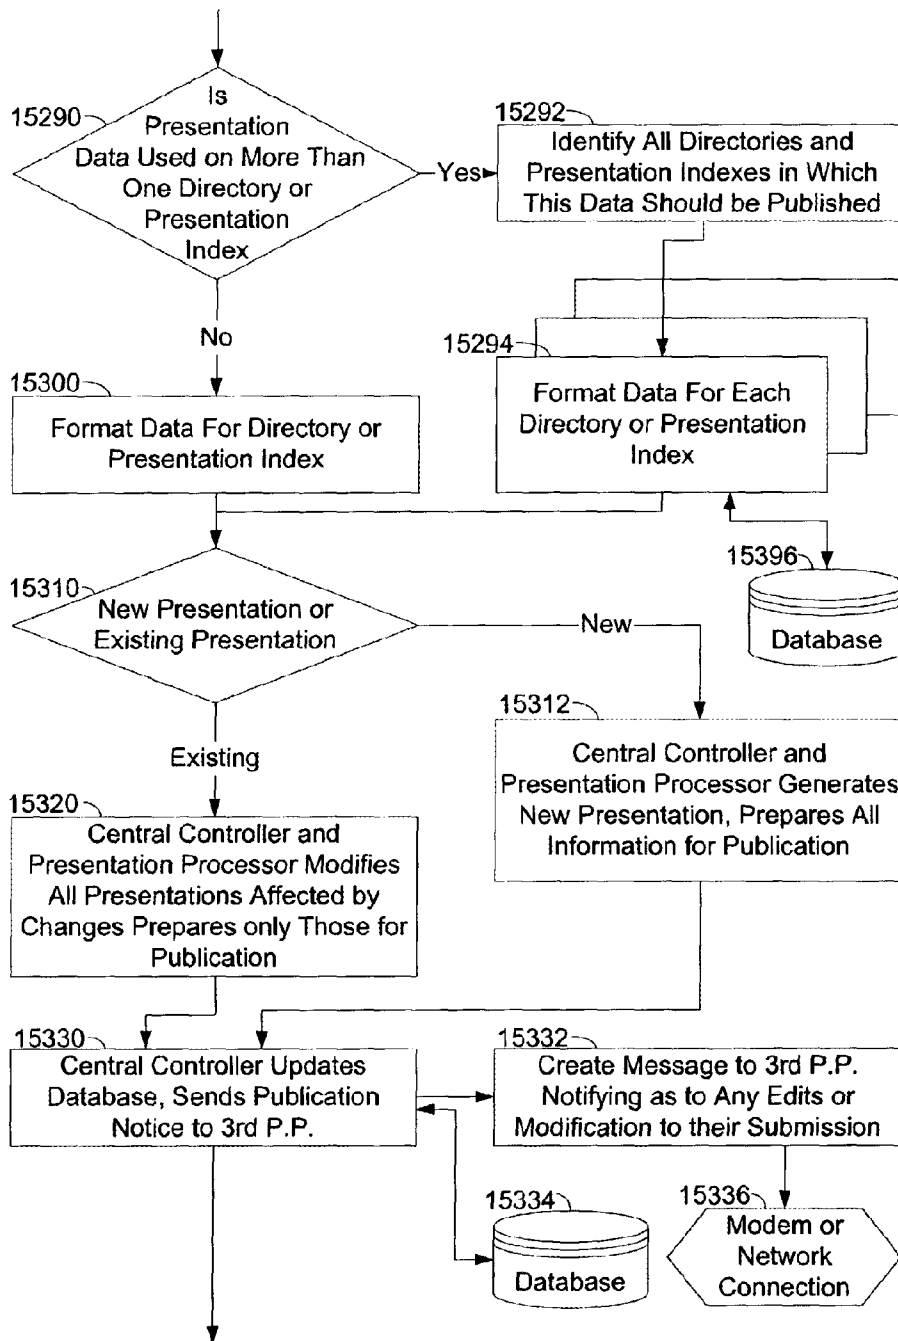 15290
Is
Presentation
Data Used on More Than
One Directory or
Presentation
Index
Yes
15292
Identify All Directories and
Presentation Indexes in Which
This Data Should be Published
No
15294
Format Data For Each
Directory or Presentation
Index
15300
Format Data For Directory or
Presentation Index
15396
Database
15310
New Presentation or
Existing Presentation
New
Existing
15312
Central Controller and
Presentation Processor Generates
New Presentation, Prepares All
Information for Publication
15320
Central Controller and
Presentation Processor Modifies
All Presentations Affected by
Changes Prepares only Those for
Publication
15330
Central Controller Updates
Database, Sends Publication
Notice to 3rd P.P.
15332
Create Message to 3rd P.P.
Notifying as to Any Edits or
Modification to their Submission
15334
Database
15336
Modem or
Network
Connection